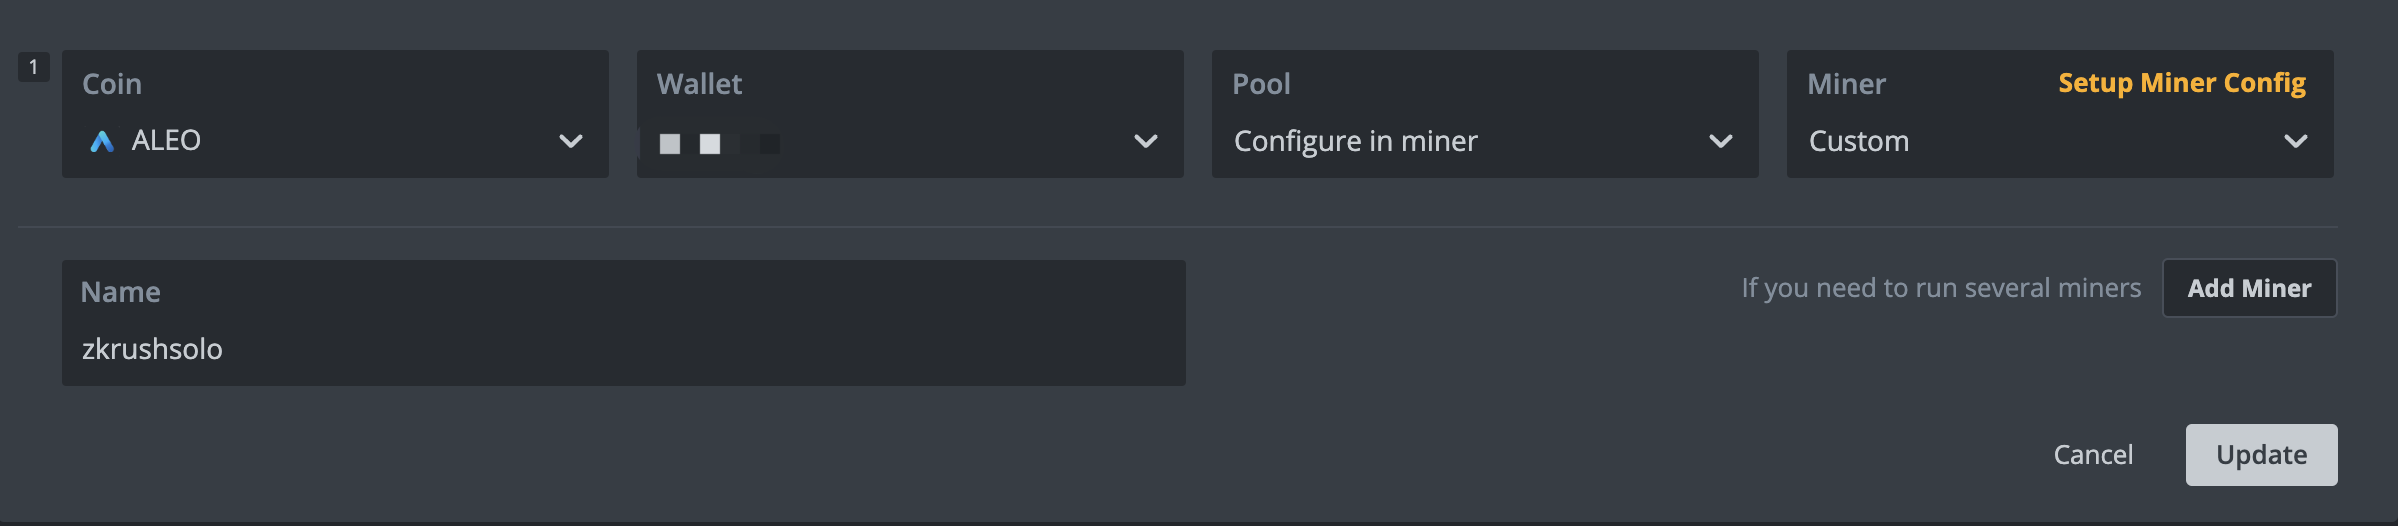 1
Coin
ALEO
Wallet
Pool
Configure in miner
Miner
Setup Miner Config
Custom
Name
zkrushsolo
If you need to run several miners
Add Miner
Cancel
Update